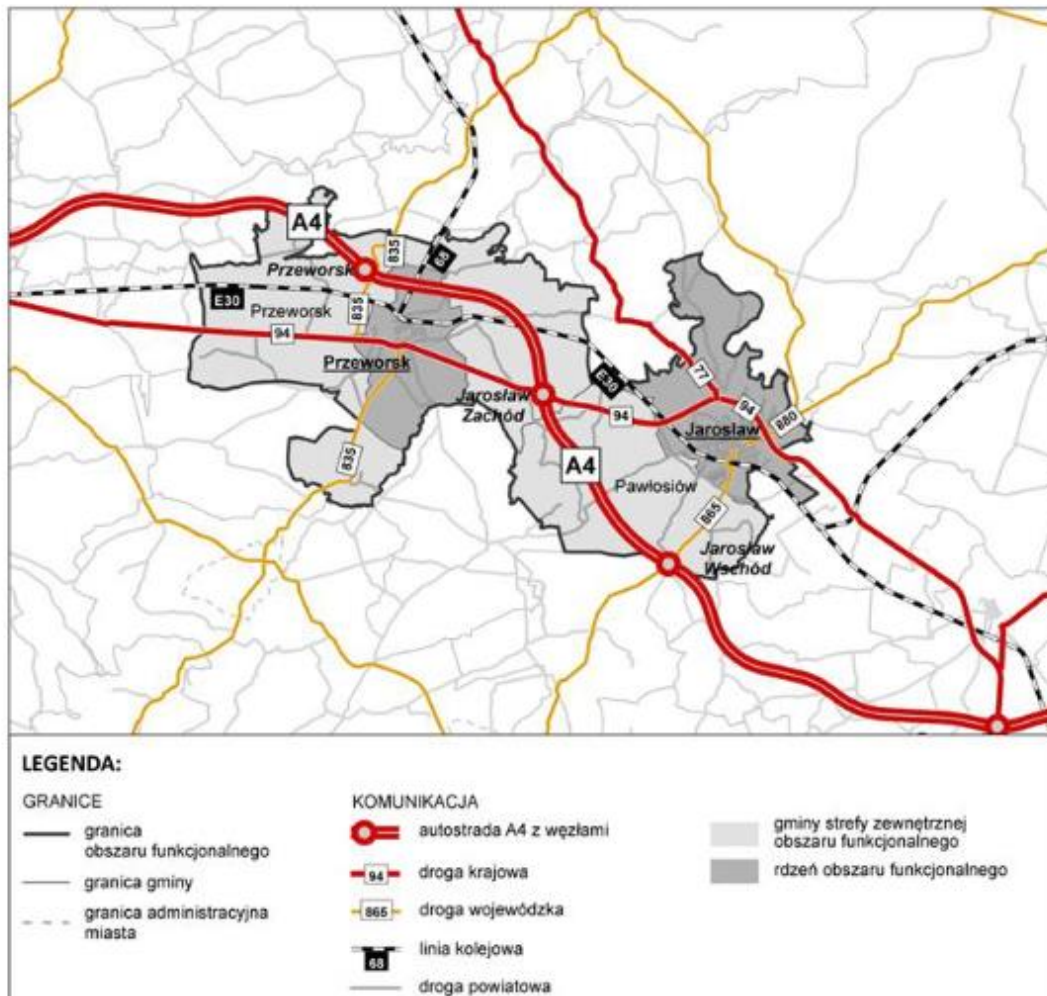 A4
835
Przeworsk
68
E30
835
Przeworsk
94
Przeworsk
E30
77
Jarosław
Zachód
94
94
880
Jarosław
835
A4
Pawłosiów
865
Jarosław
Wschód
LEGENDA:
GRANICE
granica
obszaru funkcjonalnego
granica gminy
granica administracyjna
miasta
KOMUNIKACJA
autostrada A4 z węzłami
94
droga krajowa
865
droga wojewódzka
68
linia kolejowa
droga powiatowa
gminy strefy zewnętrznej
obszaru funkcjonalnego
rdzeń obszaru funkcjonalnego